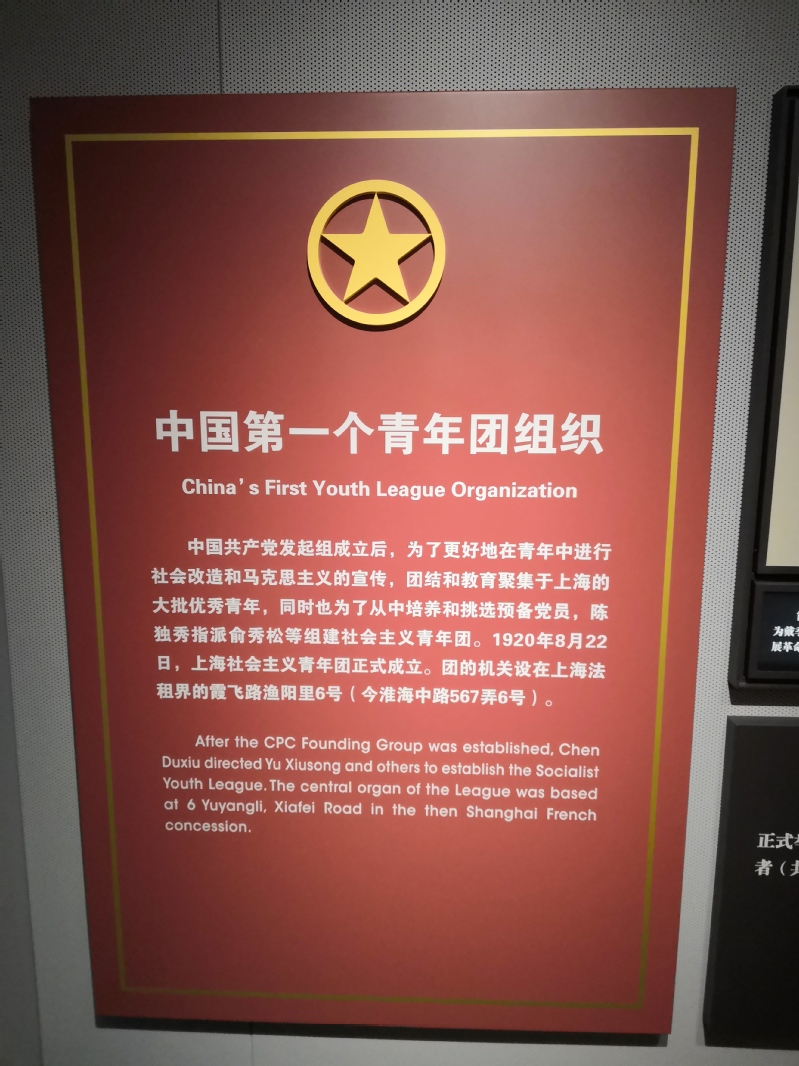 中国第一个青年团组织
China's First Youth League Organization
中国共产党发起组成立后，为了更好地在青年中进行
社会改造和马克思主义的宣传，团结和教育聚集于上海的
大批优秀青年，同时也为了从中培养和挑选预备党员，陈
独秀指派俞秀松等组建社会主义青年团。1920年8月22
日，上海社会主义青年团正式成立。团的机关设在上海法
租界的霞飞路渔阳里6号（今淮海中路567弄6号）。
After the CPC Founding Group was established, Chen
Duxiu directed Yu Xiusong and others to establish the Socialist
Youth League. The central organ of the League was based
at 6 Yuyangli, Xiafei Road in the then Shanghai French
concession.
展革命
正式
者（